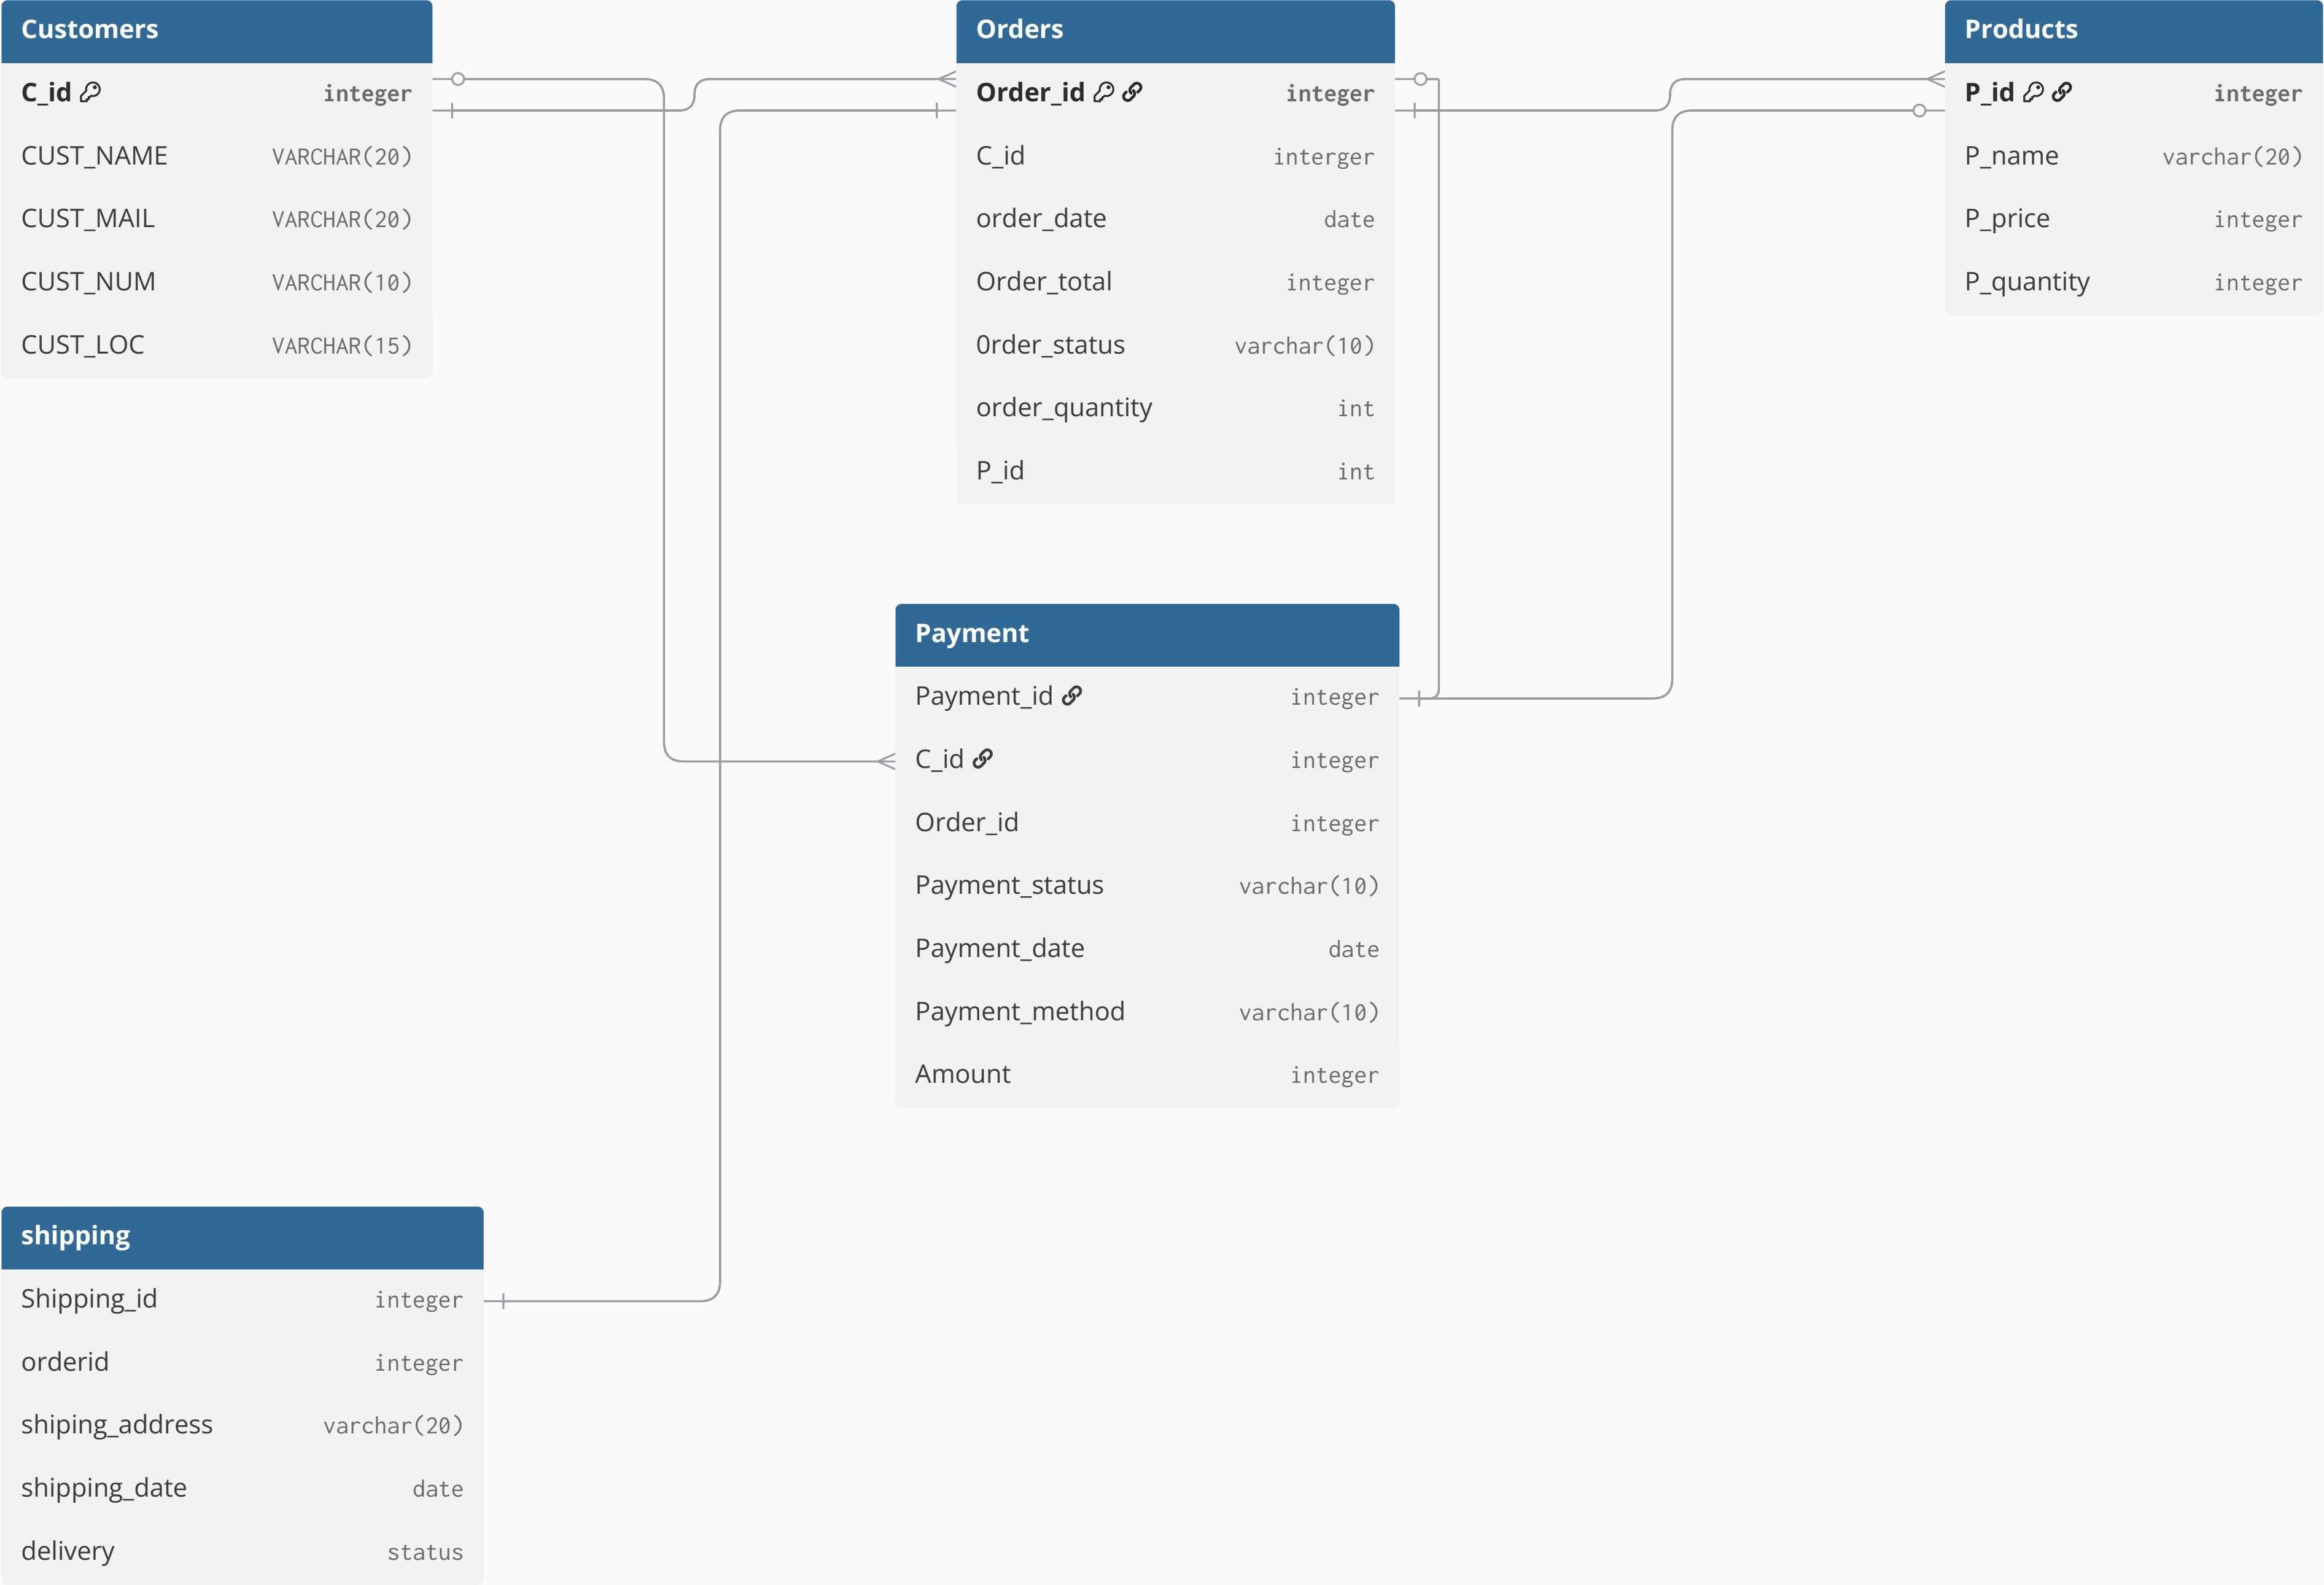 Customers
C_id integer
CUST_NAME VARCHAR(20)
CUST_MAIL VARCHAR(20)
CUST_NUM VARCHAR(10)
CUST_LOC VARCHAR(15)
Orders
Order_id integer
C_id interger
order_date date
Order_total integer
0rder_status varchar(10)
order_quantity int
P_id int
Products
P_id integer
P_name varchar(20)
P_price integer
P_quantity integer
Payment
Payment_id integer
C_id integer
Order_id integer
Payment_status varchar(10)
Payment_date date
Payment_method varchar(10)
Amount integer
shipping
Shipping_id integer
orderid integer
shiping_address varchar(20)
shipping_date date
delivery status